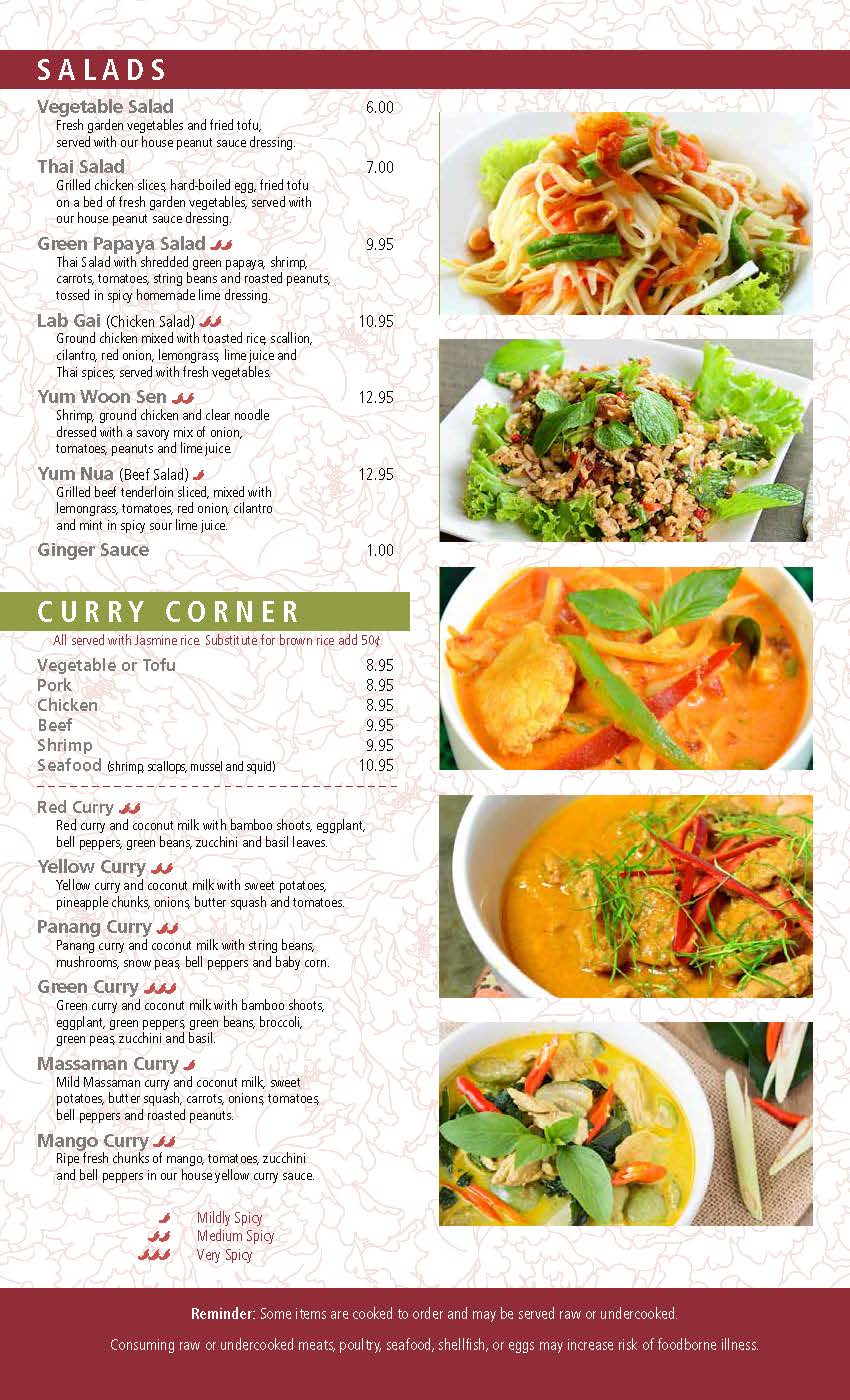 SALADS
Vegetable Salad 6.00
Fresh garden vegetables and fried tofu,
served with our house peanut sauce dressing.
Thai Salad 7.00
Grilled chicken slices, hard-boiled egg, fried tofu
on a bed of fresh garden vegetables, served with
our house peanut sauce dressing.
Green Papaya Salad 9.95
Thai Salad with shredded green papaya, shrimp,
carrots, tomatoes, string beans and roasted peanuts,
tossed in spicy homemade lime dressing.
Lab Gai (Chicken Salad) 10.95
Ground chicken mixed with toasted rice, scallion,
cilantro, red onion, lemongrass, lime juice and
Thai spices, served with fresh vegetables.
Yum Woon Sen 12.95
Shrimp, ground chicken and clear noodle
dressed with a savory mix of onion,
tomatoes, peanuts and lime juice.
Yum Nua (Beef Salad) 12.95
Grilled beef tenderloin sliced, mixed with
lemongrass, tomatoes, red onion, cilantro
and mint in spicy sour lime juice.
Ginger Sauce 1.00
CURRY CORNER
All served with Jasmine rice. Substitute for brown rice add 50¢
Vegetable or Tofu 8.95
Pork 8.95
Chicken 8.95
Beef 9.95
Shrimp 9.95
Seafood (shrimp, scallops, mussel and squid) 10.95
Red Curry
Red curry and coconut milk with bamboo shoots, eggplant,
bell peppers, green beans, zucchini and basil leaves.
Yellow Curry
Yellow curry and coconut milk with sweet potatoes,
pineapple chunks, onions, butter squash and tomatoes.
Panang Curry
Panang curry and coconut milk with string beans,
mushrooms, snow peas, bell peppers and baby corn.
Green Curry
Green curry and coconut milk with bamboo shoots,
eggplant, green peppers, green beans, broccoli,
green peas, zucchini and basil.
Massaman Curry
Mild Massaman curry and coconut milk, sweet
potatoes, butter squash, carrots, onions, tomatoes,
bell peppers and roasted peanuts.
Mango Curry
Ripe fresh chunks of mango, tomatoes, zucchini
and bell peppers in our house yellow curry sauce.
Mildly Spicy
Medium Spicy
Very Spicy
Reminder: Some items are cooked to order and may be served raw or undercooked.
Consuming raw or undercooked meats, poultry, seafood, shellfish, or eggs may increase risk of foodborne illness.